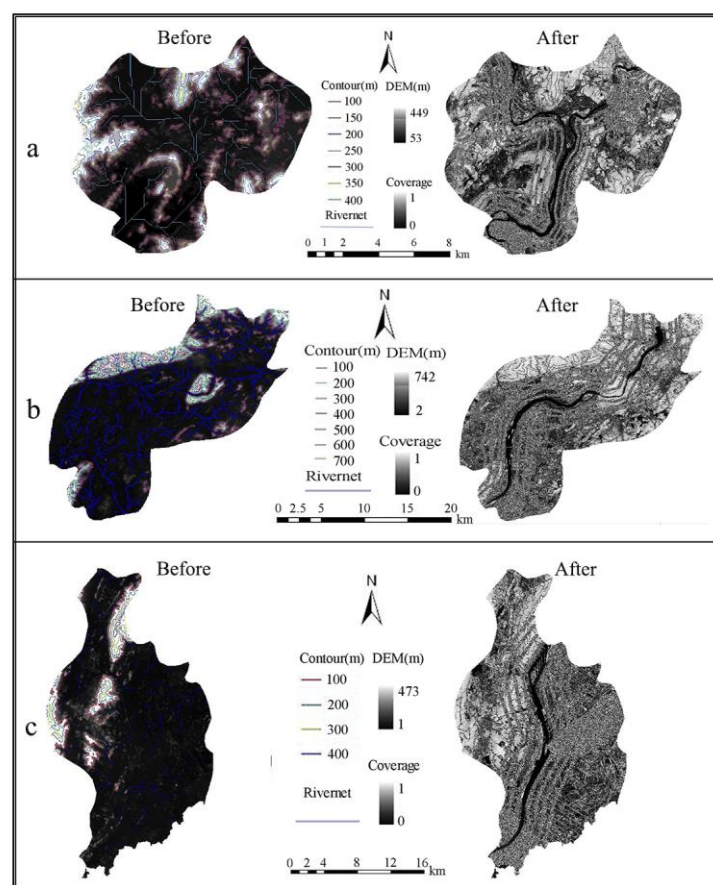 Before
N
After
a
Contour(m) DEM(m)
100
150
200
250
300
350
400
449
53
Coverage
1
0
Rivernet
0 1 2 4 6 8
km
Before
N
After
b
Contour(m) DEM(m)
100
200
300
400
500
600
700
742
2
Coverage
1
0
Rivernet
0 2.5 5 10 15 20
km
Before
N
After
c
Contour(m) DEM(m)
100
200
300
400
473
1
Coverage
1
0
Rivernet
0 2 4 8 12 16
km